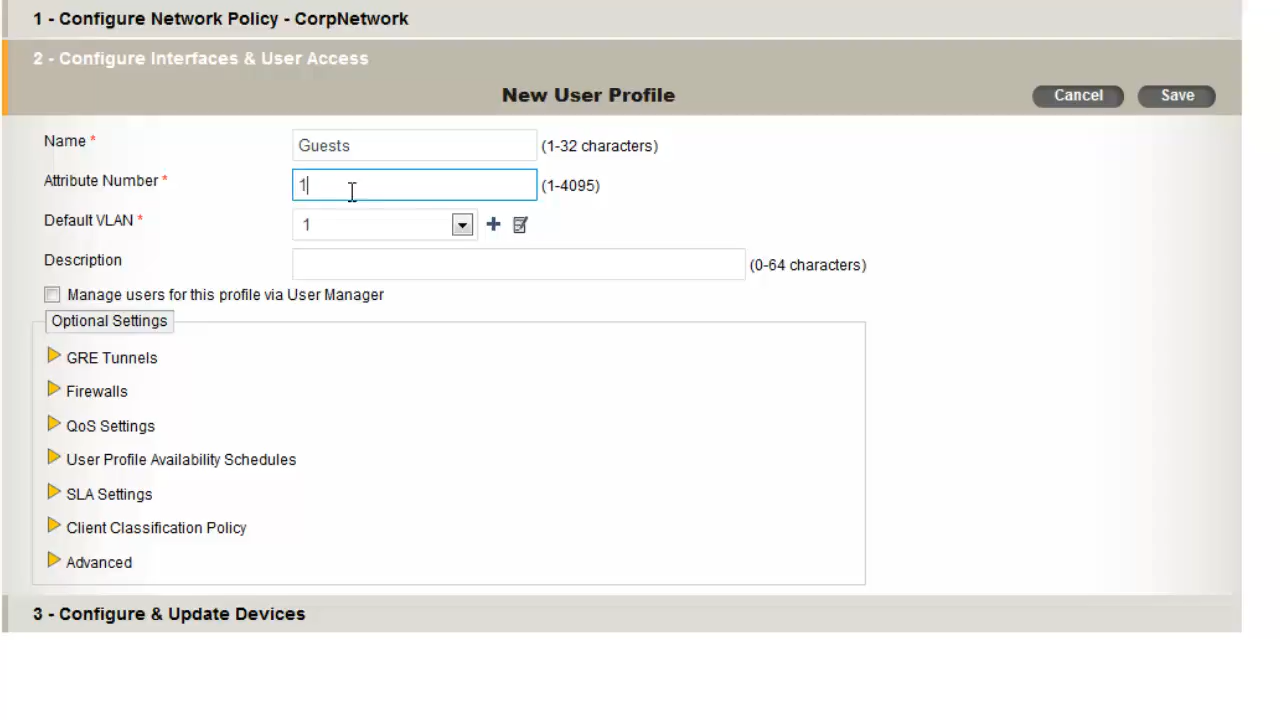 1 - Configure Network Policy - CorpNetwork
2 - Configure Interfaces & User Access
New User Profile
Cancel
Save
Name *
Guests
(1-32 characters)
Attribute Number *
1
(1-4095)
Default VLAN *
1
Description
(0-64 characters)
Manage users for this profile via User Manager
Optional Settings
GRE Tunnels
Firewalls
QoS Settings
User Profile Availability Schedules
SLA Settings
Client Classification Policy
Advanced
3 - Configure & Update Devices